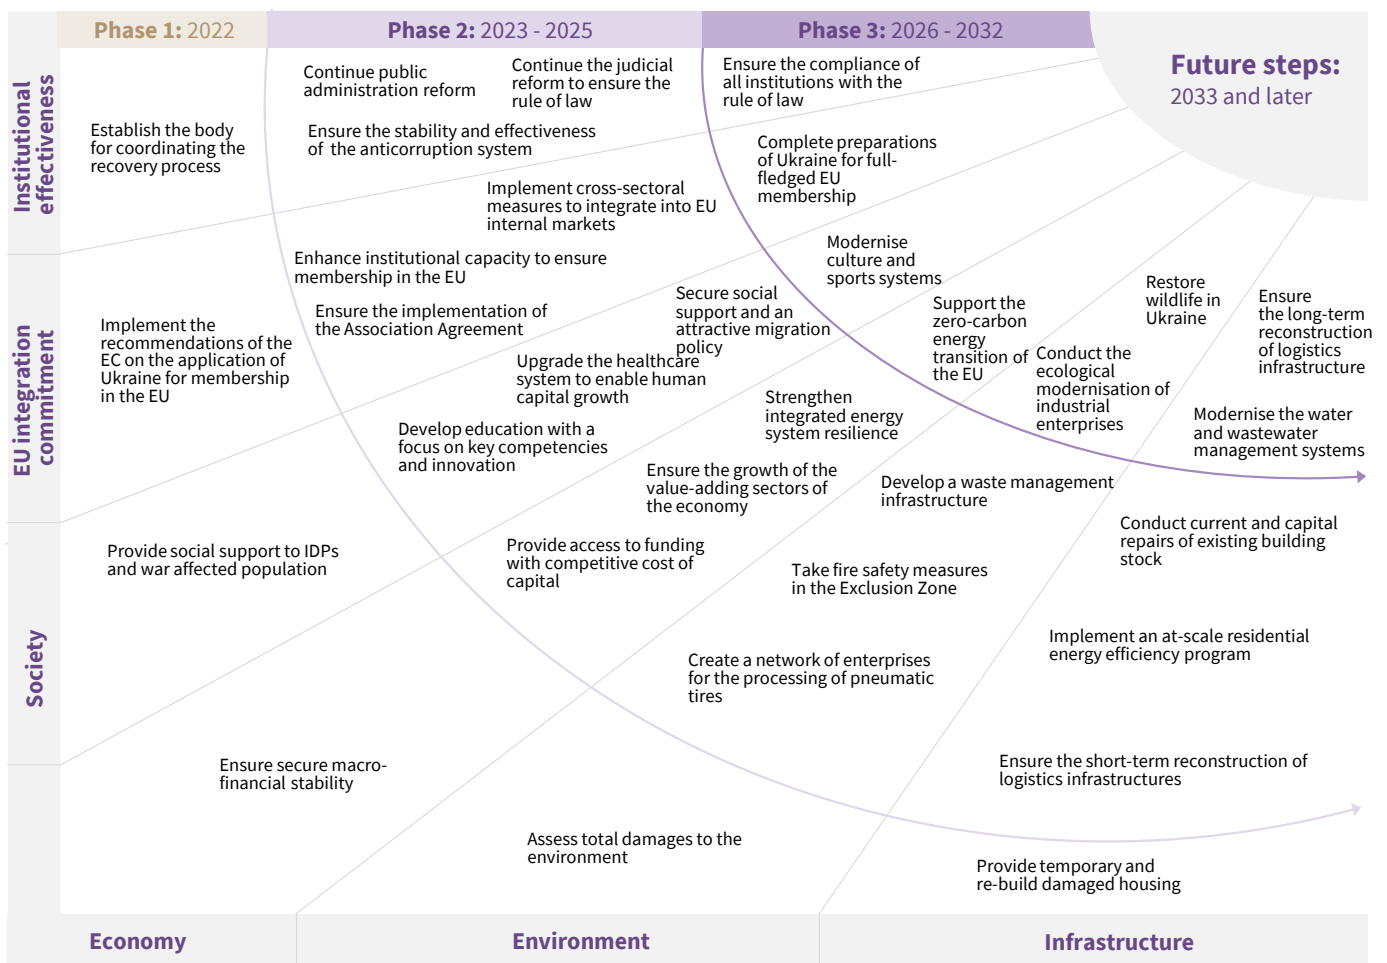 Phase 1: 2022
Phase 2: 2023 - 2025
Phase 3: 2026 - 2032
Future steps:
2033 and later
Institutional
effectiveness
Establish the body
for coordinating the
recovery process
Continue public
administration reform
Continue the judicial
reform to ensure the
rule of law
Ensure the stability and effectiveness
of the anticorruption system
Ensure the compliance of
all institutions with the
rule of law
EU integration
commitment
Implement the
recommendations of the
EC on the application of
Ukraine for membership
in the EU
Implement cross-sectoral
measures to integrate into EU
internal markets
Enhance institutional capacity to ensure
membership in the EU
Ensure the implementation of
the Association Agreement
Complete preparations
of Ukraine for full-
fledged EU
membership
Society
Provide social support to IDPs
and war affected population
Secure social
support and an
attractive migration
policy
Upgrade the healthcare
system to enable human
capital growth
Develop education with a
focus on key competencies
and innovation
Modernise
culture and
sports systems
Economy
Ensure secure macro-
financial stability
Strengthen
integrated energy
system resilience
Ensure the growth of the
value-adding sectors of
the economy
Provide access to funding
with competitive cost of
capital
Support the
zero-carbon
energy
transition of
the EU
Environment
Assess total damages to the
environment
Develop a waste management
infrastructure
Take fire safety measures
in the Exclusion Zone
Create a network of enterprises
for the processing of pneumatic
tires
Restore
wildlife in
Ukraine
Conduct the
ecological
modernisation of
industrial
enterprises
Infrastructure
Provide temporary and
re-build damaged housing
Conduct current and capital
repairs of existing building
stock
Implement an at-scale residential
energy efficiency program
Ensure the short-term reconstruction of
logistics infrastructures
Ensure
the long-term
reconstruction
of logistics
infrastructure
Modernise the water
and wastewater
management systems